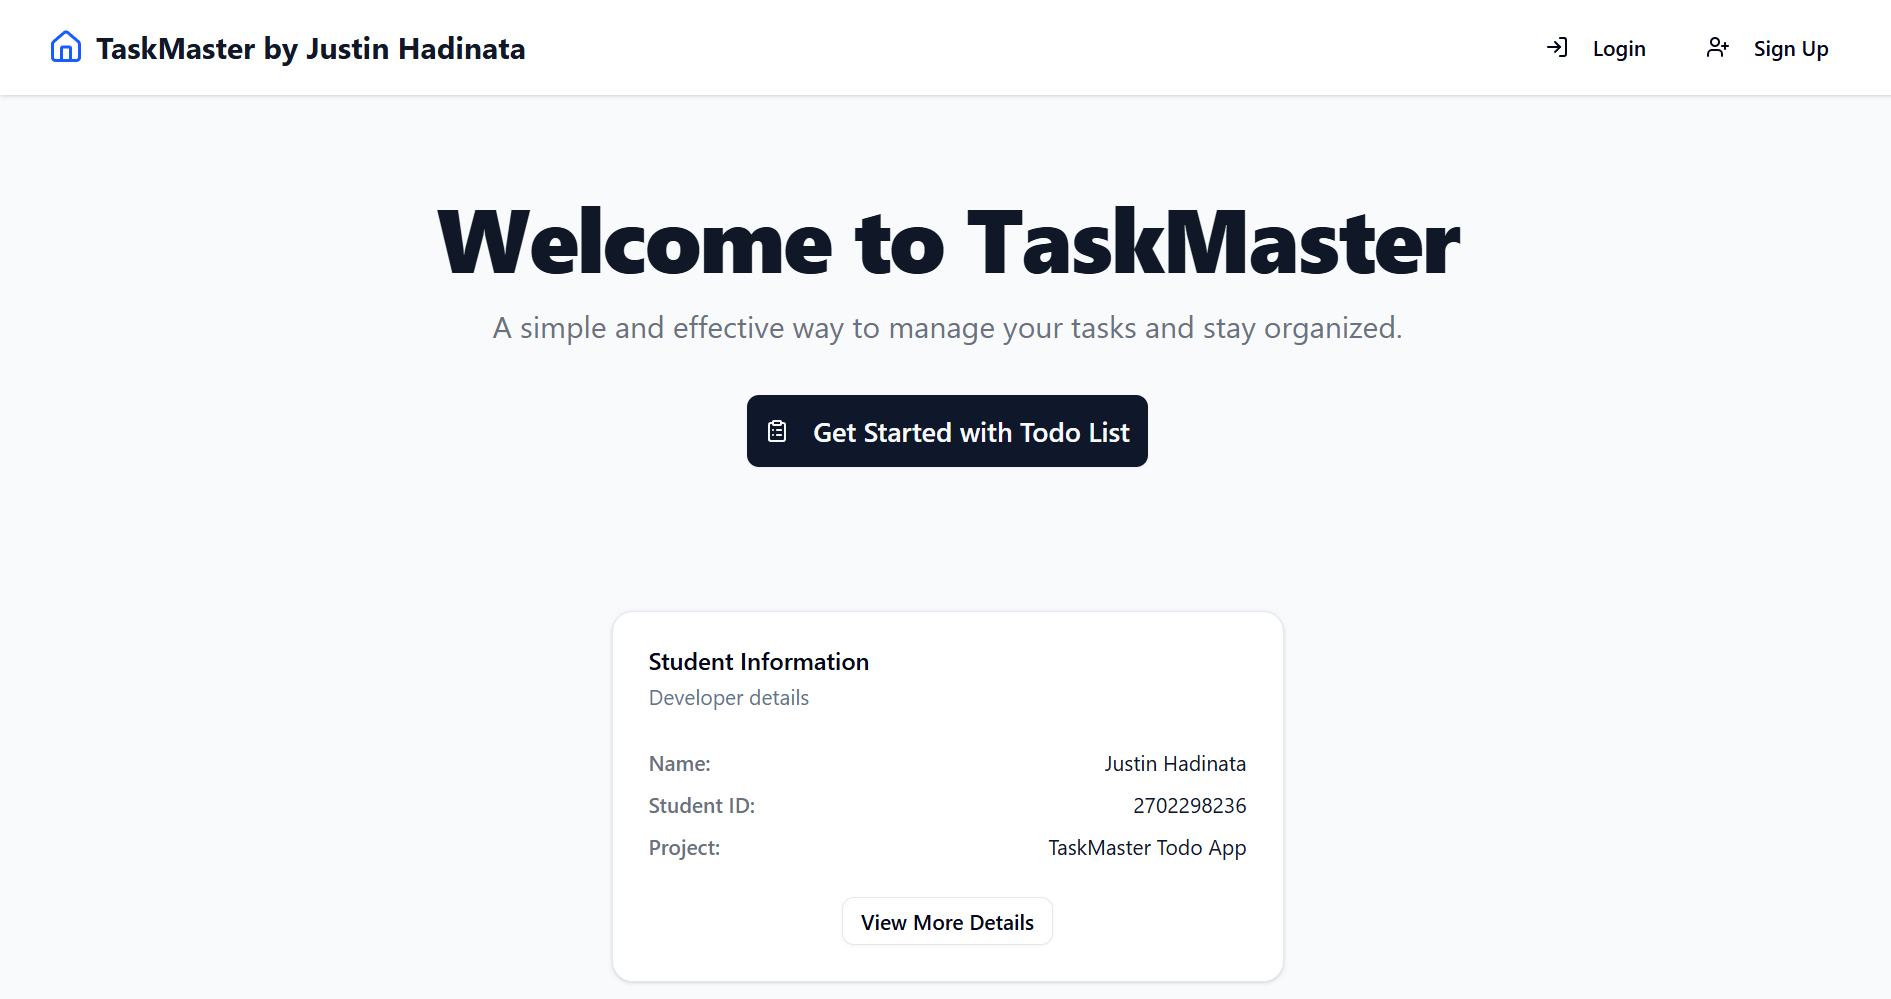 TaskMaster by Justin Hadinata
Login
Sign Up
Welcome to TaskMaster
A simple and effective way to manage your tasks and stay organized.
Get Started with Todo List
Student Information
Developer details
Name: Justin Hadinata
Student ID: 2702298236
Project: TaskMaster Todo App
View More Details